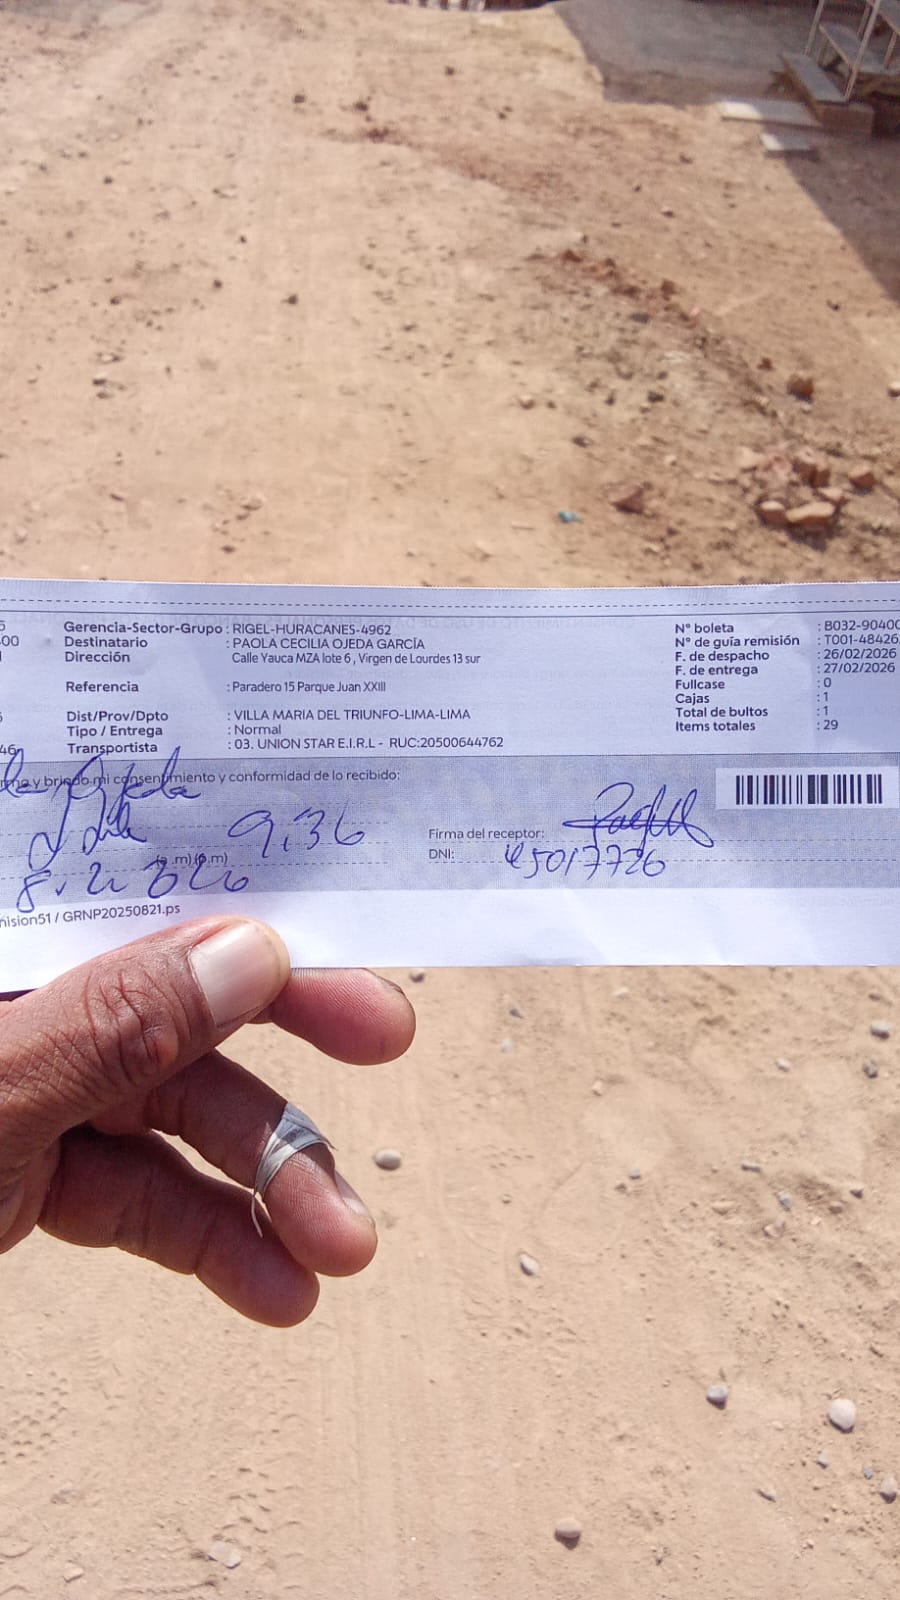 5 Gerencia-Sector-Grupo : RIGEL-HURACANES-4962 N° boleta : B032-90400
00 Destinatario : PAOLA CECILIA OJEDA GARCÍA N° de guía remisión : T001-48426
Dirección Calle Yauca MZA lote 6 , Virgen de Lourdes 13 sur F. de despacho : 26/02/2026
F. de entrega : 27/02/2026
Referencia : Paradero 15 Parque Juan XXIII Fullcase : 0
Cajas : 1
Dist/Prov/Dpto : VILLA MARIA DEL TRIUNFO-LIMA-LIMA Total de bultos : 1
Tipo / Entrega : Normal Items totales : 29
46 Transportista : 03. UNION STAR E.I.R.L - RUC:20500644762
y brindo mi consentimiento y conformidad de lo recibido:
Ojeda
9:36 Firma del receptor:
(a.m) (p.m) DNI: 45017726
nision51 / GRNP20250821.ps